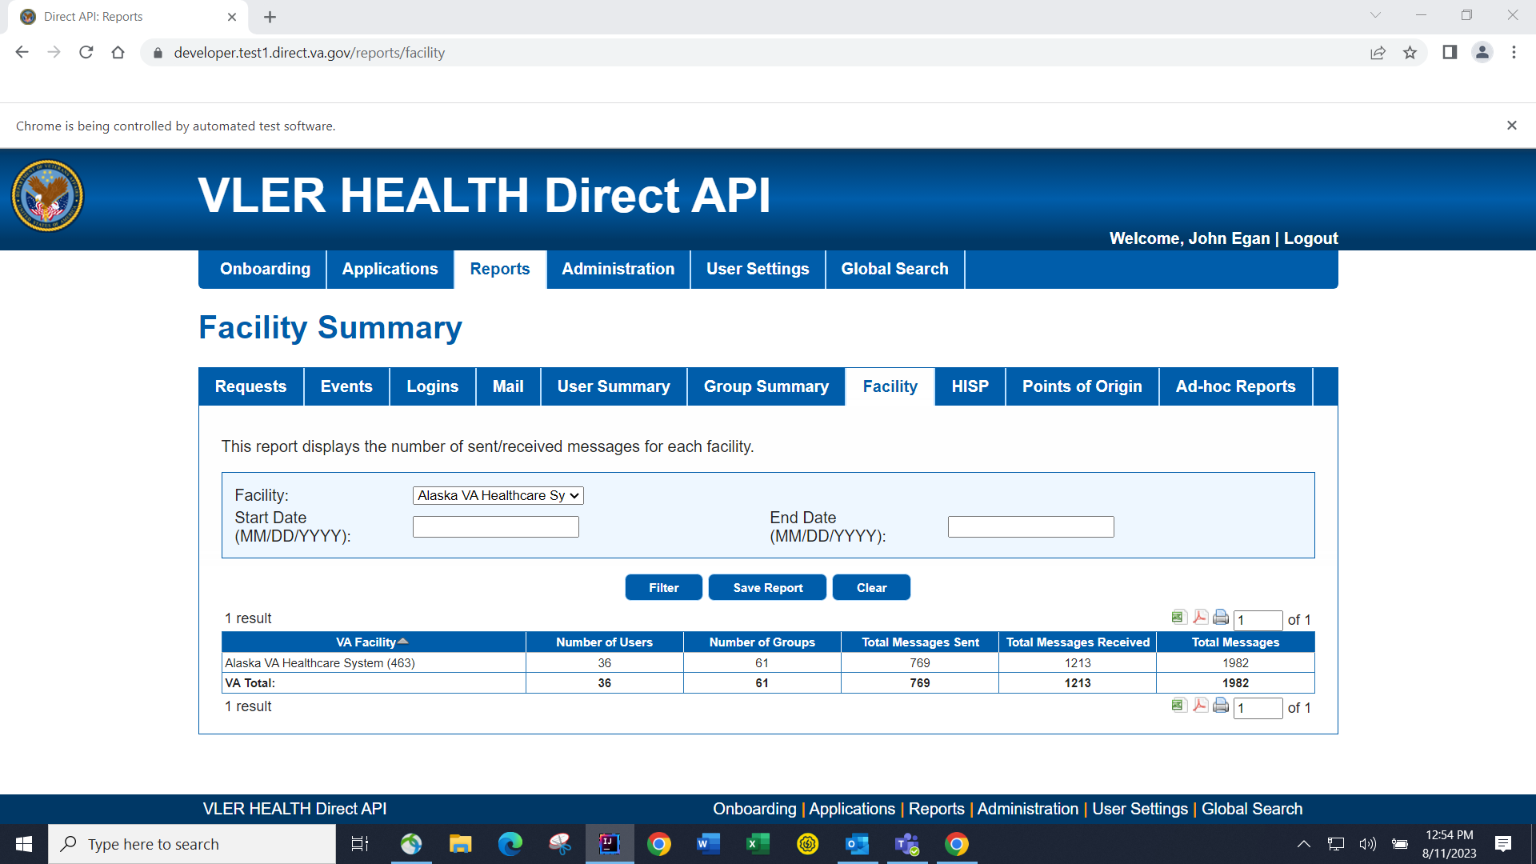 Direct API: Reports
developer.test1.direct.va.gov/reports/facility
Chrome is being controlled by automated test software.
VLER HEALTH Direct API
Welcome, John Egan | Logout
Onboarding Applications Reports Administration User Settings Global Search
Facility Summary
Requests Events Logins Mail User Summary Group Summary Facility HISP Points of Origin Ad-hoc Reports
This report displays the number of sent/received messages for each facility.
Facility: Alaska VA Healthcare Sy
Start Date (MM/DD/YYYY): End Date (MM/DD/YYYY):
Filter Save Report Clear
1 result 1 of 1
VA Facility Number of Users Number of Groups Total Messages Sent Total Messages Received Total Messages
Alaska VA Healthcare System (463) 36 61 769 1213 1982
VA Total: 36 61 769 1213 1982
1 result 1 of 1
VLER HEALTH Direct API Onboarding | Applications | Reports | Administration | User Settings | Global Search
Type here to search
12:54 PM
8/11/2023